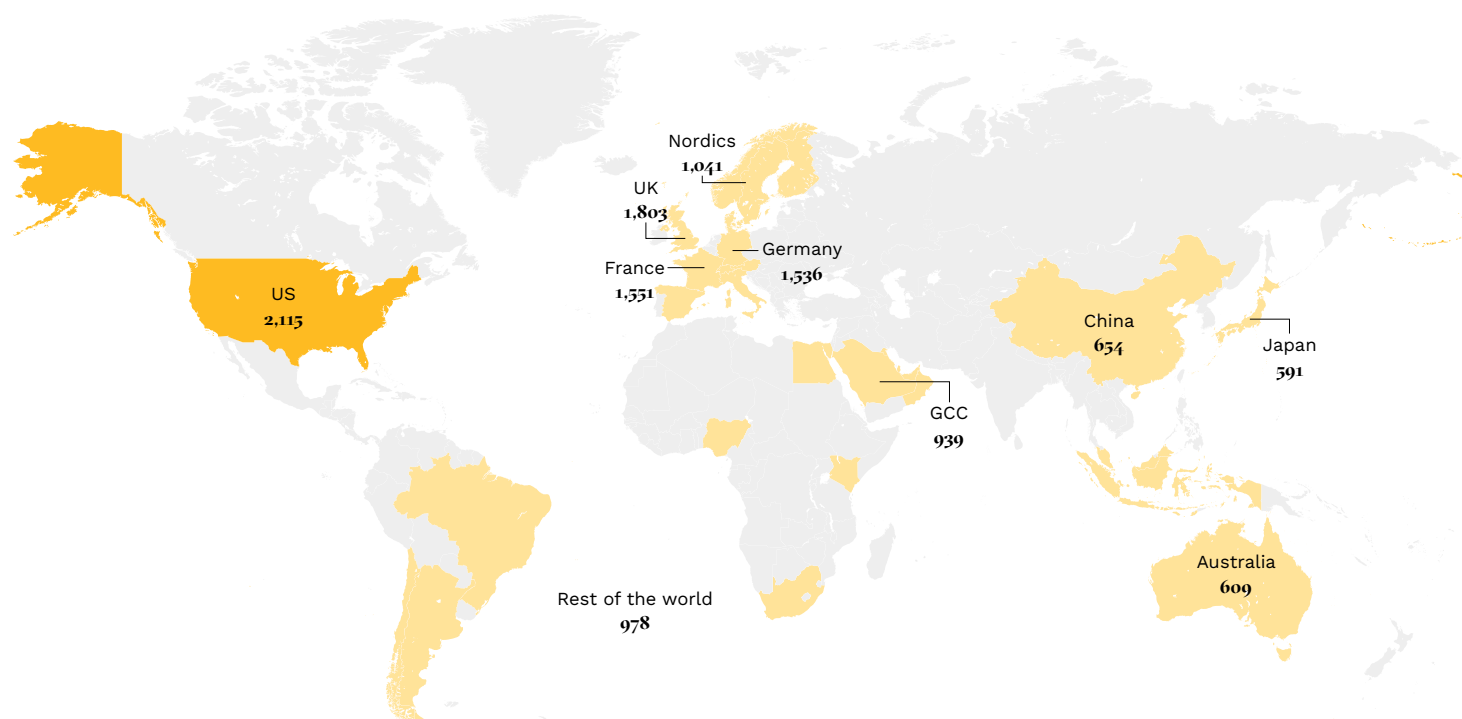 Nordics
1,041
UK
1,803
Germany
1,536
France
1,551
US
2,115
China
654
Japan
591
GCC
939
Australia
609
Rest of the world
978